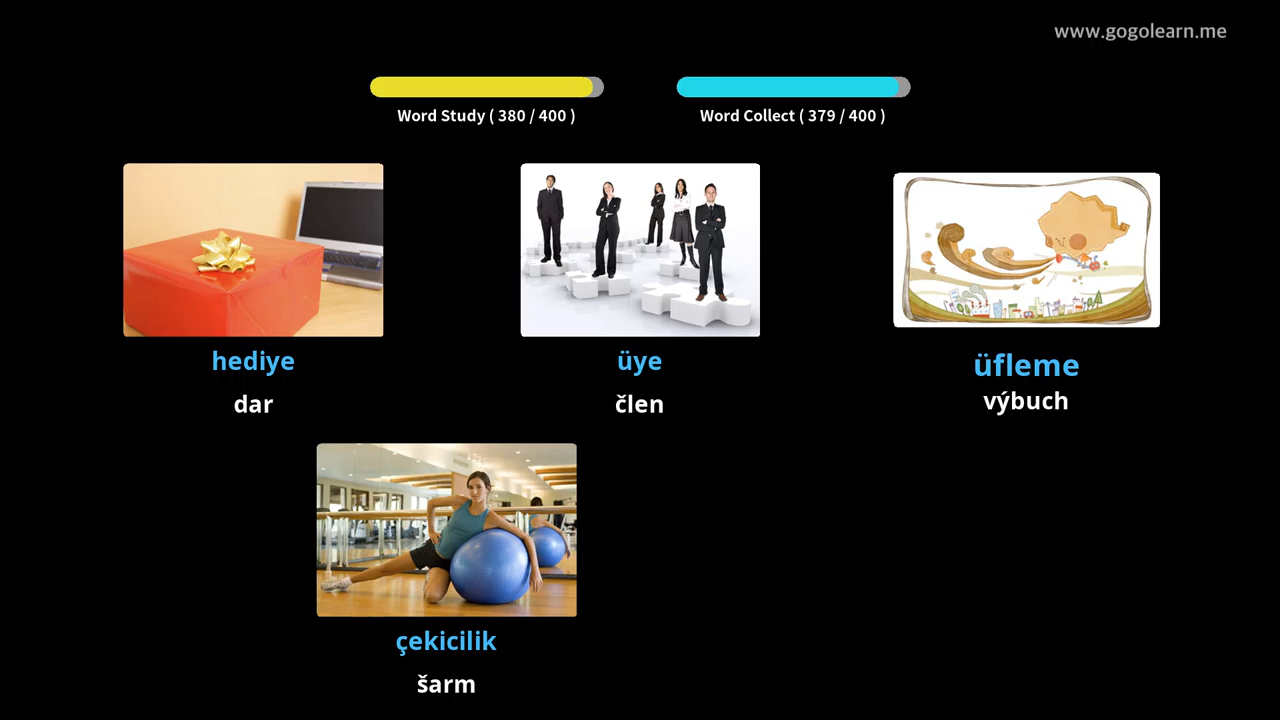 www.gogolearn.me
Word Study ( 380 / 400 )
Word Collect ( 379 / 400 )
hediye
dar
üye
člen
üfleme
výbuch
çekicilik
šarm